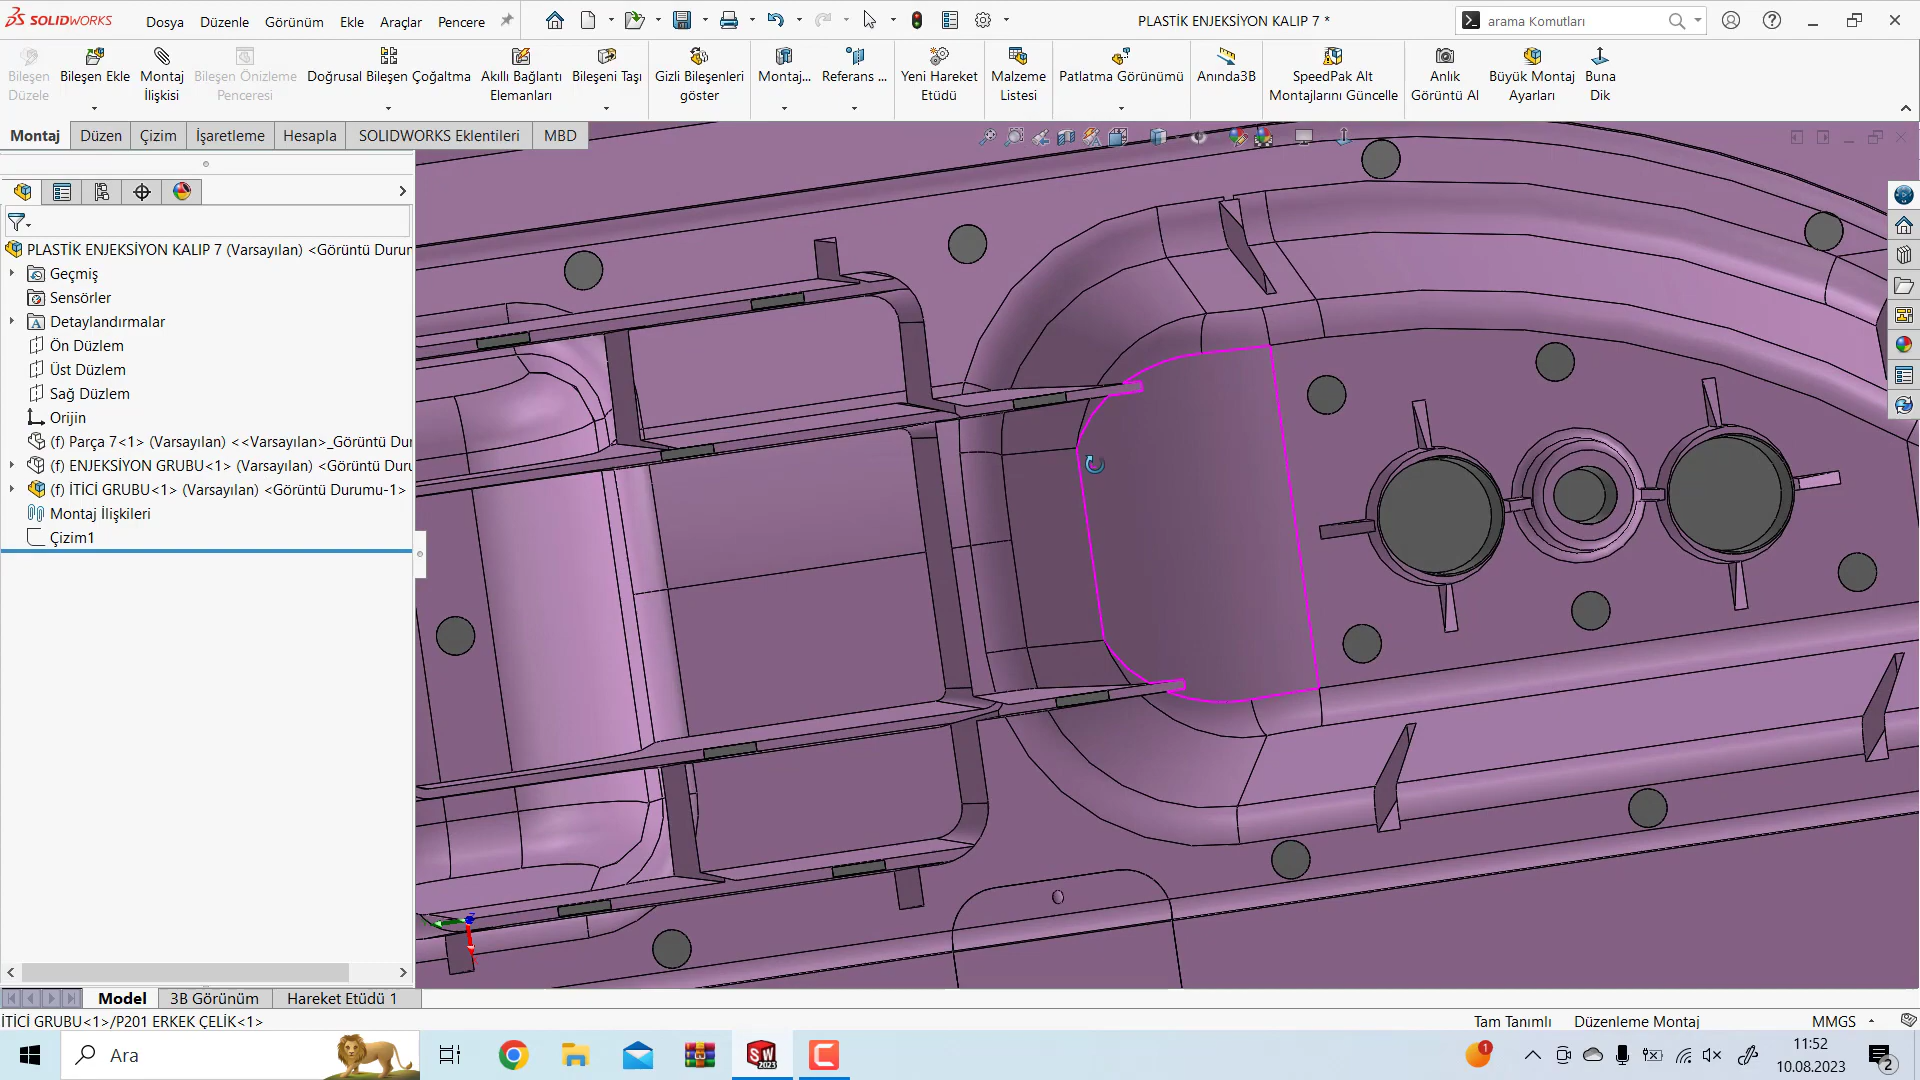 SOLIDWORKS
Dosya
Düzenle
Görünüm
Ekle
Araçlar
Pencere
PLASTİK ENJEKSİYON KALIP 7 *
arama Komutları
Bileşen
Düzele
Bileşen Ekle
Montaj
İlişkisi
Bileşen Önizleme
Penceresi
Doğrusal Bileşen Çoğaltma
Akıllı Bağlantı
Elemanları
Bileşeni Taşı
Gizli Bileşenleri
göster
Montaj...
Referans ...
Yeni Hareket
Etüdü
Malzeme
Listesi
Patlatma Görünümü
Anında3B
SpeedPak Alt
Montajlarını Güncelle
Anlık
Görüntü Al
Büyük Montaj
Ayarları
Buna
Dik
Montaj
Düzen
Çizim
İşaretleme
Hesapla
SOLIDWORKS Eklentileri
MBD
PLASTİK ENJEKSİYON KALIP 7 (Varsayılan) <Görüntü Durur
Geçmiş
Sensörler
Detaylandırmalar
Ön Düzlem
Üst Düzlem
Sağ Düzlem
Orijin
(f) Parça 7<1> (Varsayılan) <<Varsayılan>_Görüntü Du
(f) ENJEKSİYON GRUBU<1> (Varsayılan) <Görüntü Duru
(f) İTİCİ GRUBU<1> (Varsayılan) <Görüntü Durumu-1>
Montaj İlişkileri
Çizim1
Model
3B Görünüm
Hareket Etüdü 1
İTİCİ GRUBU<1>/P201 ERKEK ÇELİK<1>
Tam Tanımlı
Düzenleme Montaj
MMGS
Ara
SW
2023
1
11:52
10.08.2023
2